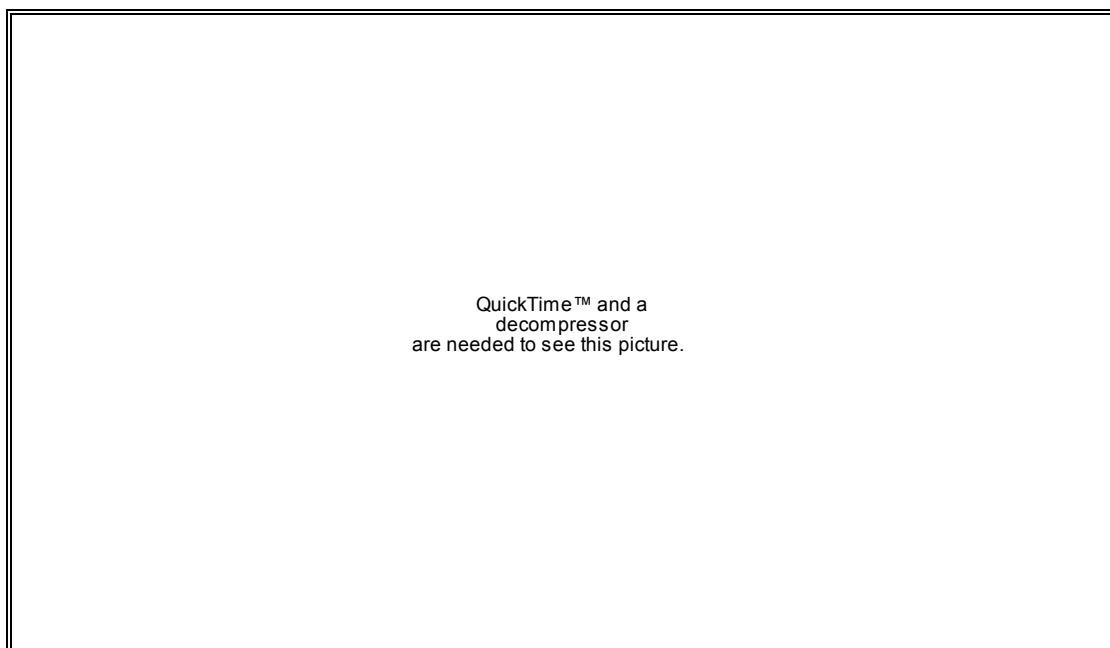 QuickTime™ and a
decompressor
are needed to see this picture.